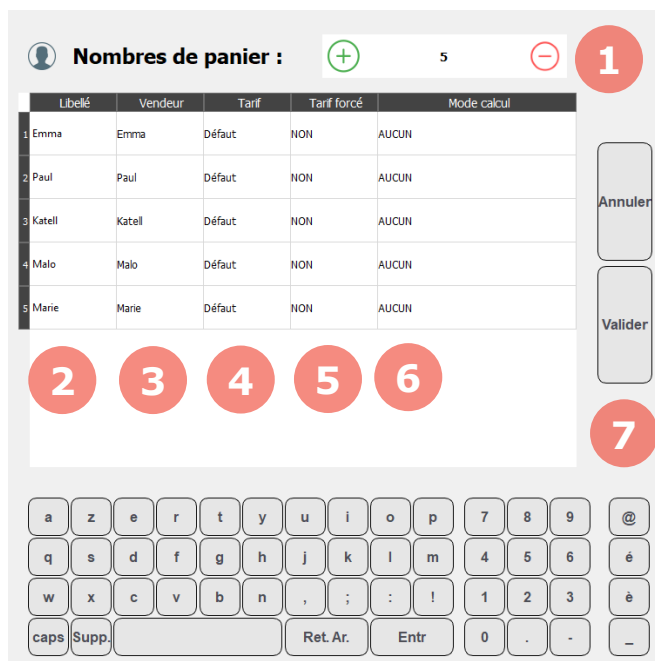 Nombres de panier : 5 1
Libellé Vendeur Tarif Tarif forcé Mode calcul
1 Emma Emma Défaut NON AUCUN
2 Paul Paul Défaut NON AUCUN
3 Katell Katell Défaut NON AUCUN
4 Malo Malo Défaut NON AUCUN
5 Marie Marie Défaut NON AUCUN
Annuler
Valider
2 3 4 5 6
7
a z e r t y u i o p 7 8 9 @
q s d f g h j k l m 4 5 6 é
w x c v b n , ; : ! 1 2 3 è
caps Supp. Ret. Ar. Entr 0 . - _